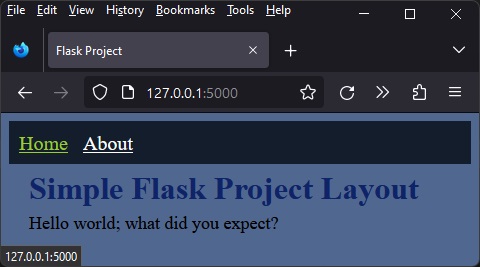 File Edit View History Bookmarks Tools Help
Flask Project
127.0.0.1:5000
Home About
Simple Flask Project Layout
Hello world; what did you expect?
127.0.0.1:5000